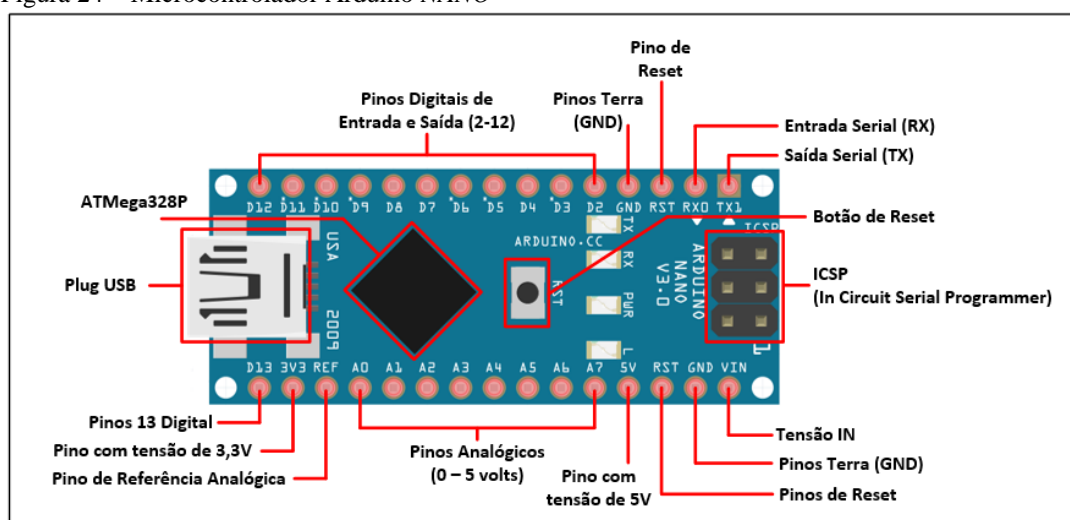 Figura 24 – Microcontrolador Arduino NANO
Pino de
Reset
Pinos Digitais de
Entrada e Saída (2-12)
Pinos Terra
(GND)
Entrada Serial (RX)
Saída Serial (TX)
ATMega328P
Botão de Reset
Plug USB
ICSP
(In Circuit Serial Programmer)
D12 D11 D10 D9 D8 D7 D6 D5 D4 D3 D2 GND RST RX0 TX1
ICSP
USA
2009
ARDUINO.CC
RST
TX
RX
PWR
L
ARDUINO
NANO
V3.0
1
D13 3V3 REF A0 A1 A2 A3 A4 A5 A6 A7 5V RST GND VIN
Pinos 13 Digital
Pino com tensão de 3,3V
Pino de Referência Analógica
Pinos Analógicos
(0 – 5 volts)
Pino com
tensão de 5V
Tensão IN
Pinos Terra (GND)
Pinos de Reset